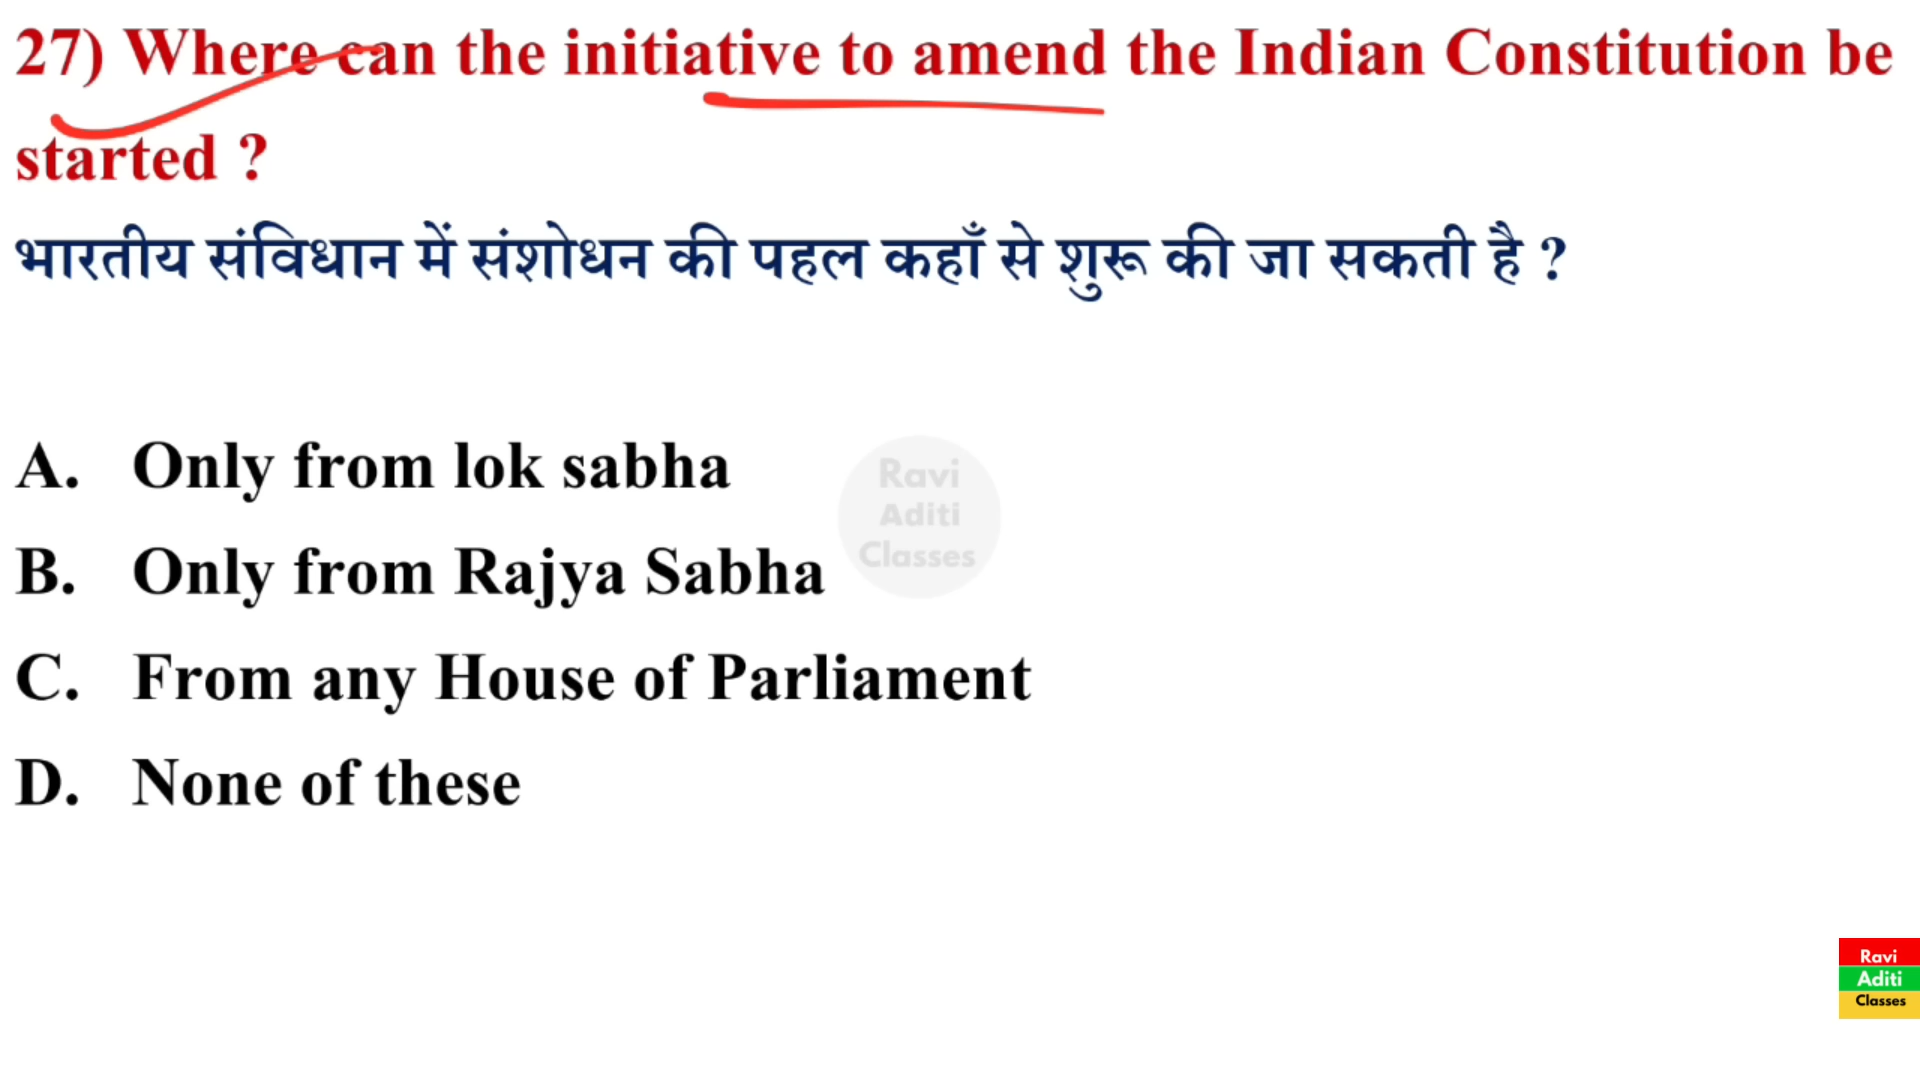 27) Where can the initiative to amend the Indian Constitution be
started ?
भारतीय संविधान में संशोधन की पहल कहाँ से शुरू की जा सकती है ?
A. Only from lok sabha
B. Only from Rajya Sabha
C. From any House of Parliament
D. None of these
Ravi
Aditi
Classes
Ravi
Aditi
Classes